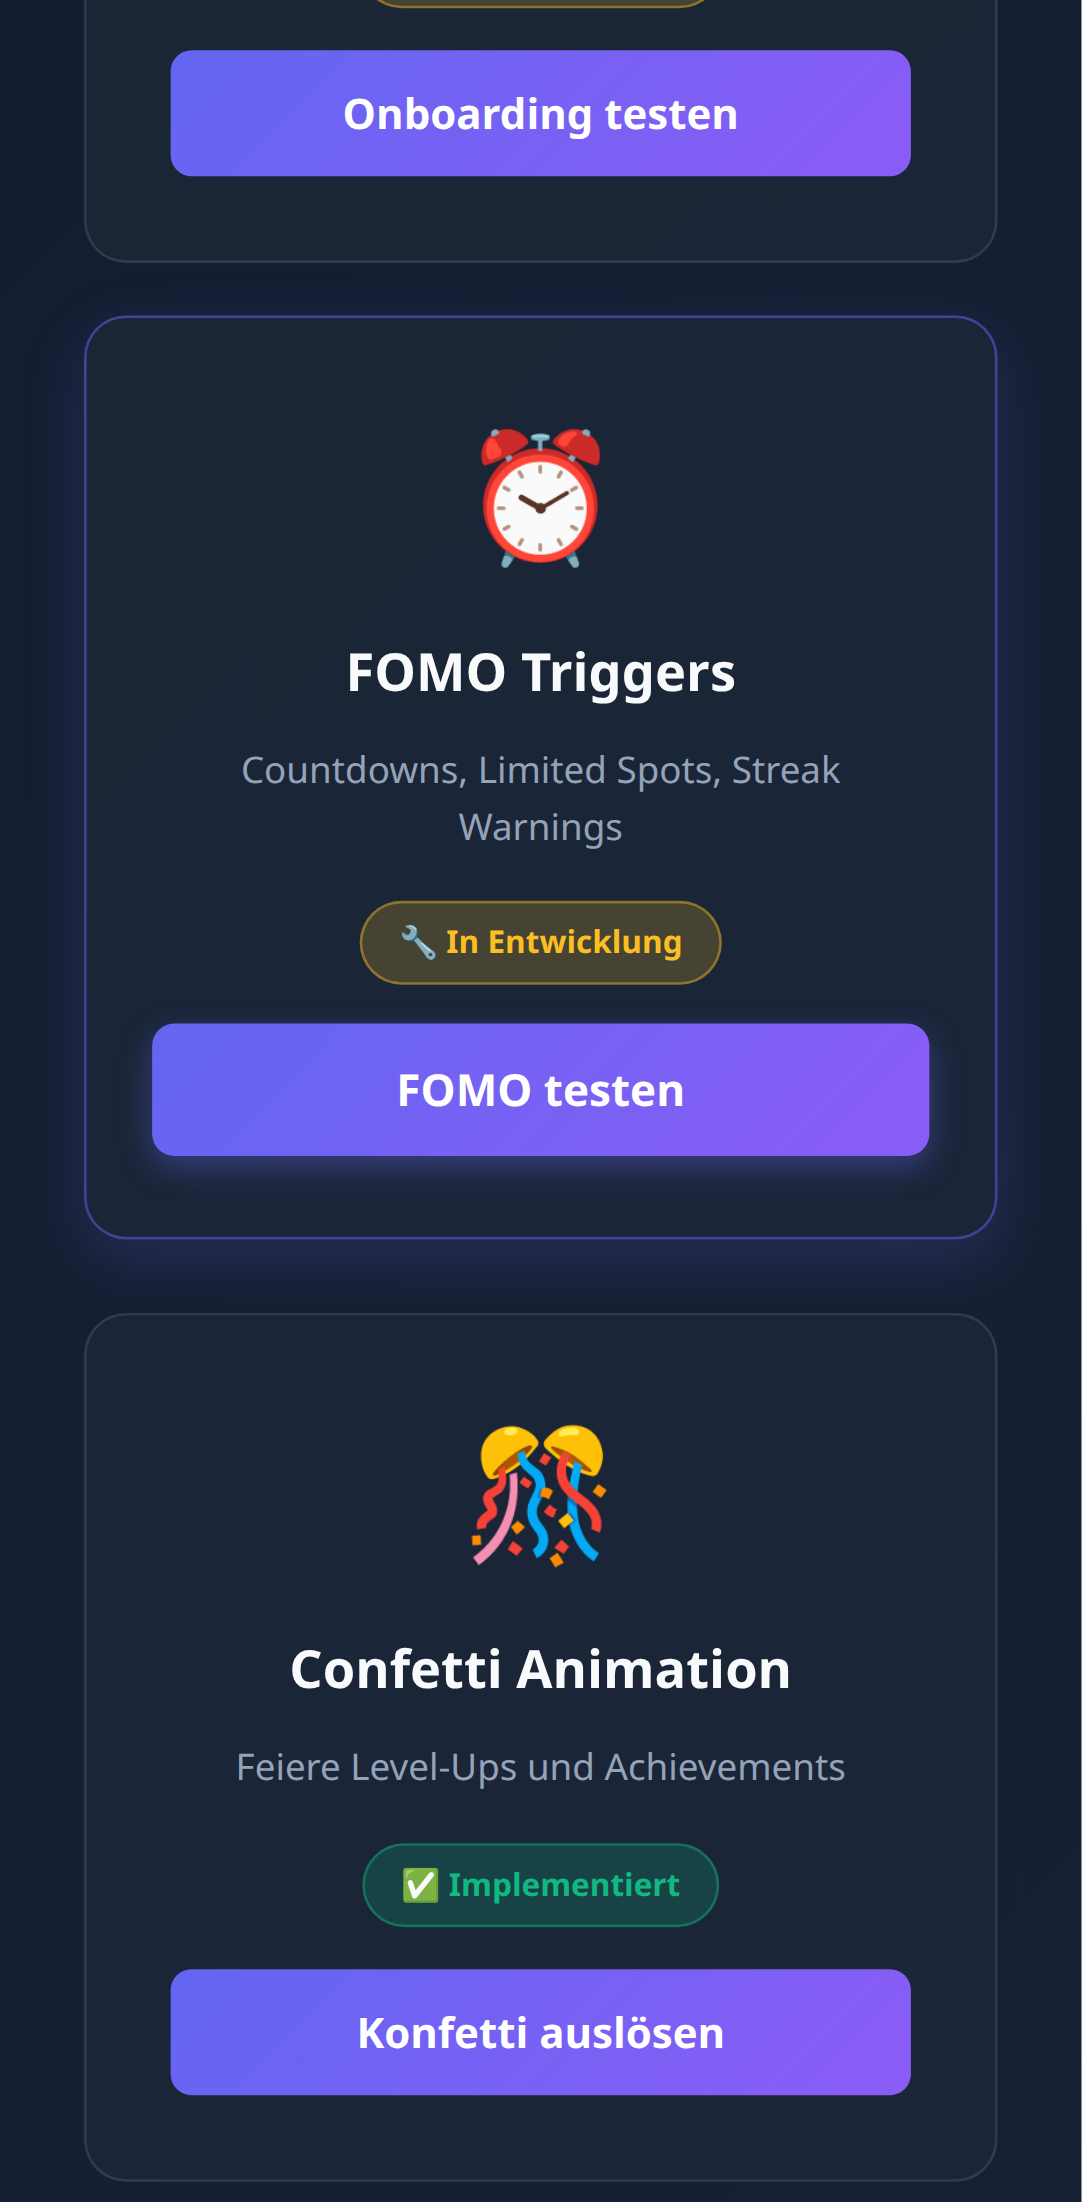 Onboarding testen
FOMO Triggers
Countdowns, Limited Spots, Streak
Warnings
🔧 In Entwicklung
FOMO testen
Confetti Animation
Feiere Level-Ups und Achievements
✅ Implementiert
Konfetti auslösen